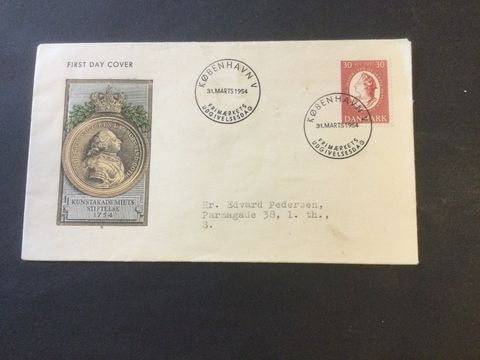 FIRST DAY COVER
KUNSTAKADEMIETS
STIFTELSE
1754
KØBENHAVN V
31.MARTS 1954
FRIMÆRKETS
UDGIVELSESDAG
30 30
DANMARK
KØBENHAVN V
31.MARTS 1954
FRIMÆRKETS
UDGIVELSESDAG
Hr. Edvard Pedersen,
Parmagade 38, 1. th.,
S.